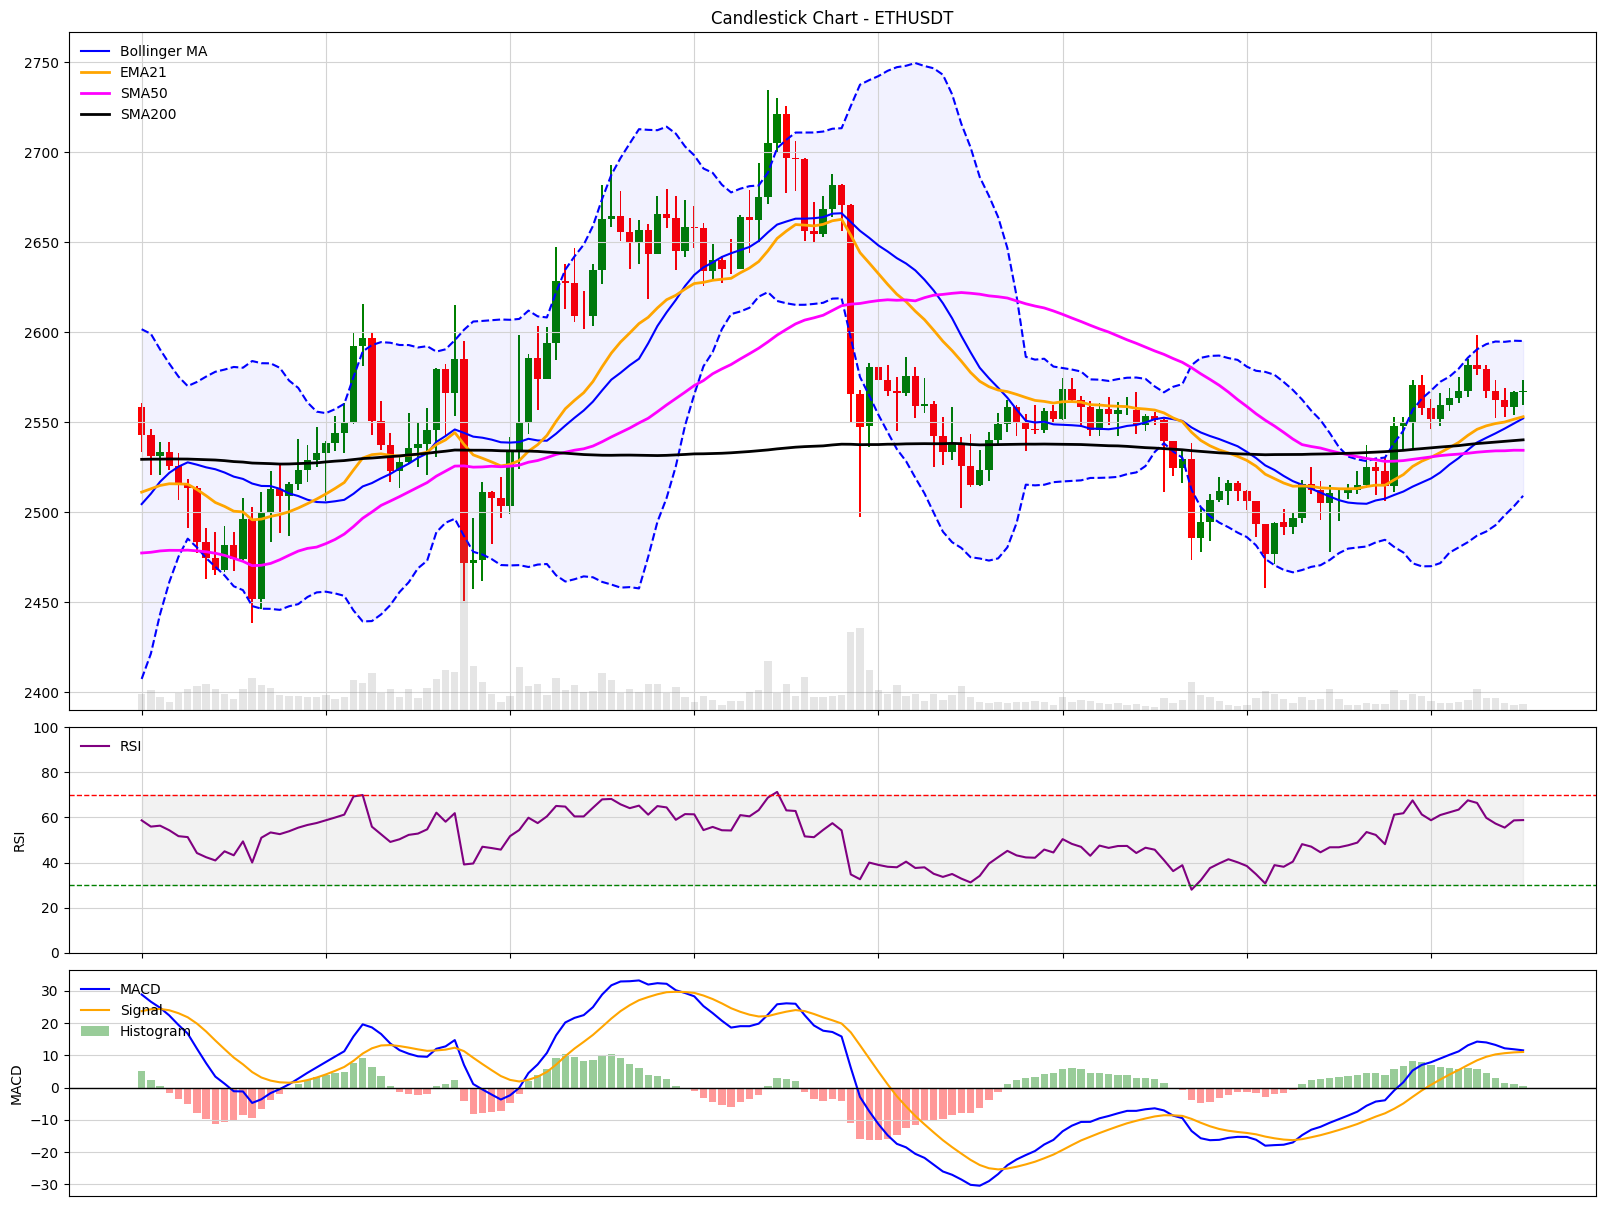 Candlestick Chart - ETHUSDT
Bollinger MA
EMA21
SMA50
SMA200
2750
2700
2650
2600
2550
2500
2450
2400
RSI
RSI
100
80
60
40
20
0
MACD
Signal
Histogram
MACD
30
20
10
0
−10
−20
−30